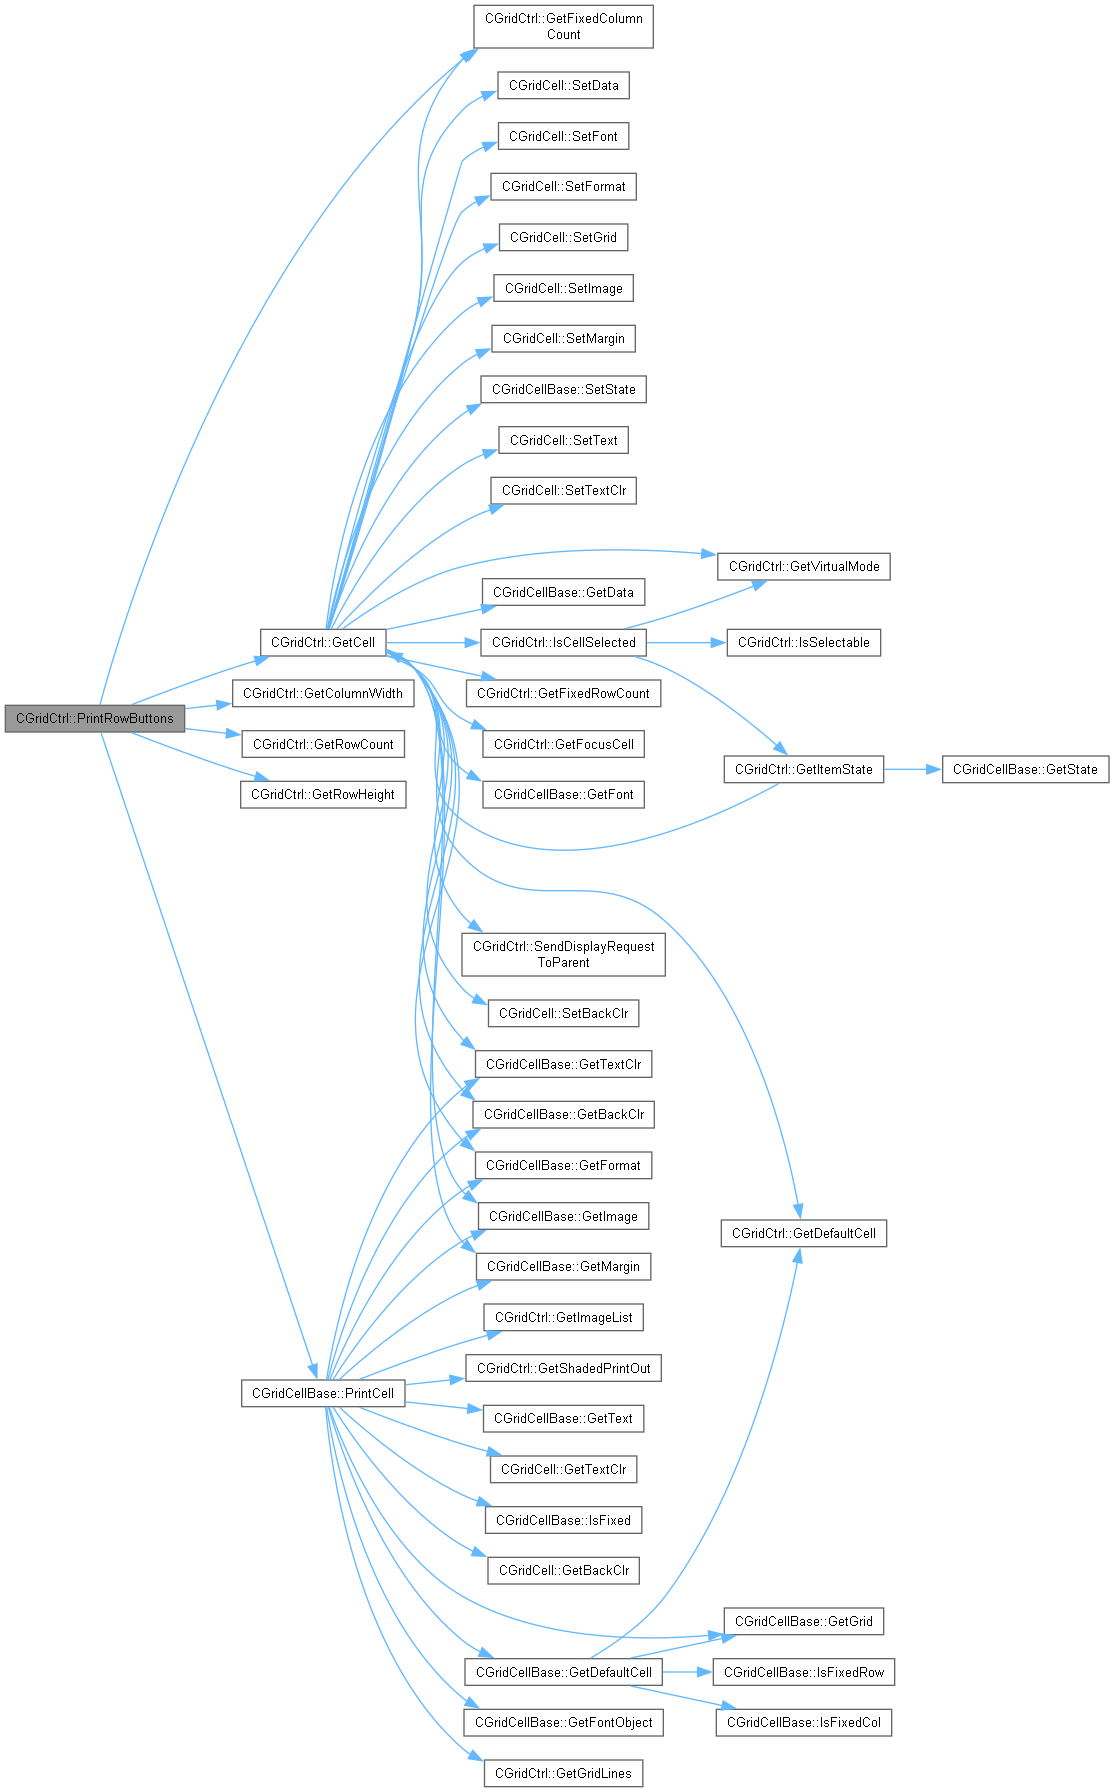 CGridCtrl::GetFixedColumn
Count
CGridCell::SetData
CGridCell::SetFont
CGridCell::SetFormat
CGridCell::SetGrid
CGridCell::SetImage
CGridCell::SetMargin
CGridCellBase::SetState
CGridCell::SetText
CGridCell::SetTextClr
CGridCtrl::GetVirtualMode
CGridCellBase::GetData
CGridCtrl::GetCell
CGridCtrl::IsCellSelected
CGridCtrl::IsSelectable
CGridCtrl::GetColumnWidth
CGridCtrl::GetFixedRowCount
CGridCtrl::PrintRowButtons
CGridCtrl::GetRowCount
CGridCtrl::GetFocusCell
CGridCtrl::GetItemState
CGridCellBase::GetState
CGridCtrl::GetRowHeight
CGridCellBase::GetFont
CGridCtrl::SendDisplayRequest
ToParent
CGridCell::SetBackClr
CGridCellBase::GetTextClr
CGridCellBase::GetBackClr
CGridCellBase::GetFormat
CGridCellBase::GetImage
CGridCtrl::GetDefaultCell
CGridCellBase::GetMargin
CGridCtrl::GetImageList
CGridCtrl::GetShadedPrintOut
CGridCellBase::PrintCell
CGridCellBase::GetText
CGridCell::GetTextClr
CGridCellBase::IsFixed
CGridCell::GetBackClr
CGridCellBase::GetGrid
CGridCellBase::GetDefaultCell
CGridCellBase::IsFixedRow
CGridCellBase::GetFontObject
CGridCellBase::IsFixedCol
CGridCtrl::GetGridLines